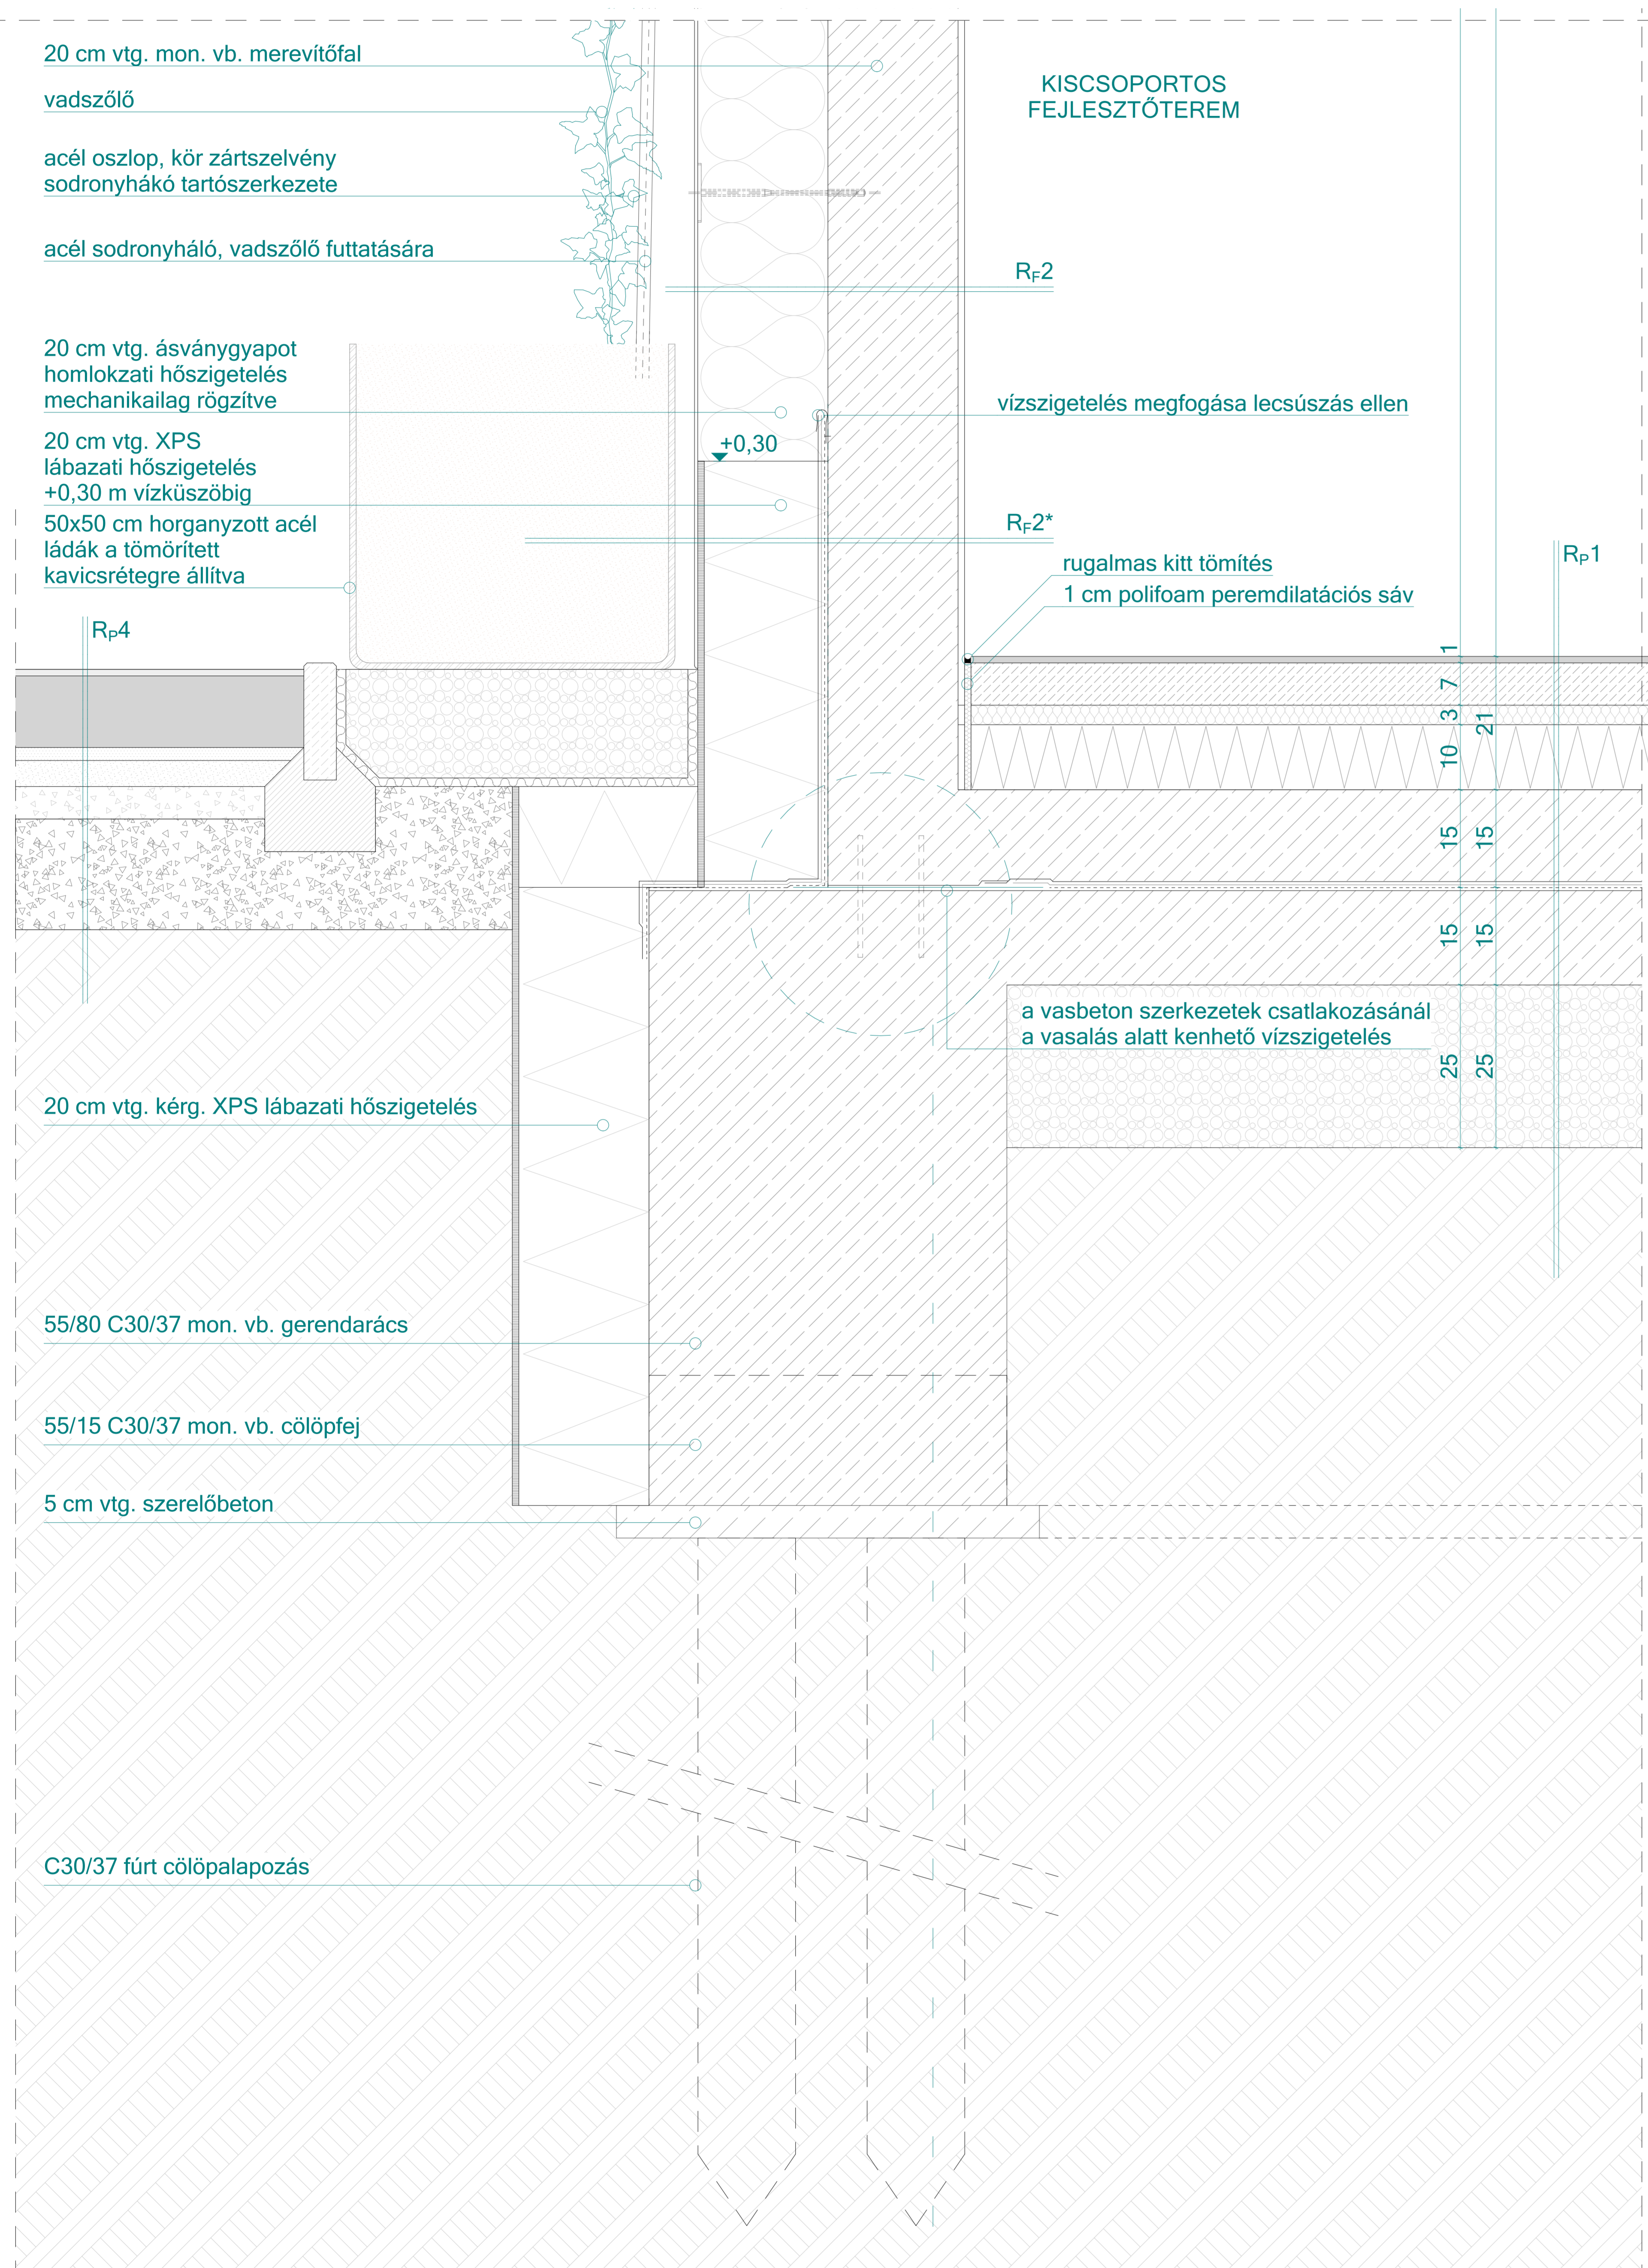 20 cm vtg. mon. vb. merevítőfal
vadszőlő
acél oszlop, kör zártszelvény
sodronyhákó tartószerkezete
acél sodronyháló, vadszőlő futtatására
20 cm vtg. ásványgyapot
homlokzati hőszigetelés
mechanikailag rögzítve
20 cm vtg. XPS
lábazati hőszigetelés
+0,30 m vízküszöbig
50x50 cm horganyzott acél
ládák a tömörített
kavicsrétegre állítva
RP4
20 cm vtg. kérg. XPS lábazati hőszigetelés
55/80 C30/37 mon. vb. gerendarács
55/15 C30/37 mon. vb. cölöpfej
5 cm vtg. szerelőbeton
C30/37 fúrt cölöpalapozás
+0,30
KISCSOPORTOS
FEJLESZTŐTEREM
RF2
vízszigetelés megfogása lecsúszás ellen
RF2*
rugalmas kitt tömítés
1 cm polifoam peremdilatációs sáv
RP1
1
7
3
10
21
15
15
15
15
25
25
a vasbeton szerkezetek csatlakozásánál
a vasalás alatt kenhető vízszigetelés